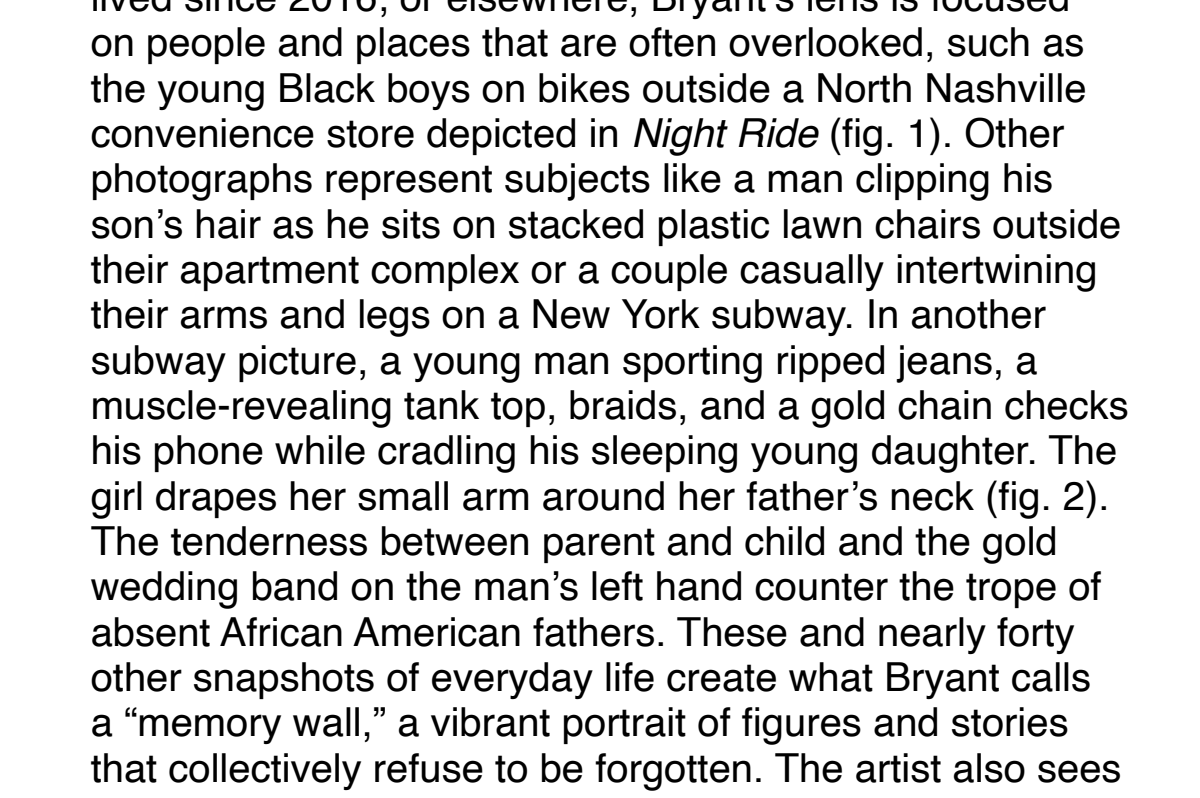 lived since 2016, or elsewhere, Bryant’s lens is focused
on people and places that are often overlooked, such as
the young Black boys on bikes outside a North Nashville
convenience store depicted in Night Ride (fig. 1). Other
photographs represent subjects like a man clipping his
son’s hair as he sits on stacked plastic lawn chairs outside
their apartment complex or a couple casually intertwining
their arms and legs on a New York subway. In another
subway picture, a young man sporting ripped jeans, a
muscle-revealing tank top, braids, and a gold chain checks
his phone while cradling his sleeping young daughter. The
girl drapes her small arm around her father’s neck (fig. 2).
The tenderness between parent and child and the gold
wedding band on the man’s left hand counter the trope of
absent African American fathers. These and nearly forty
other snapshots of everyday life create what Bryant calls
a “memory wall,” a vibrant portrait of figures and stories
that collectively refuse to be forgotten. The artist also sees